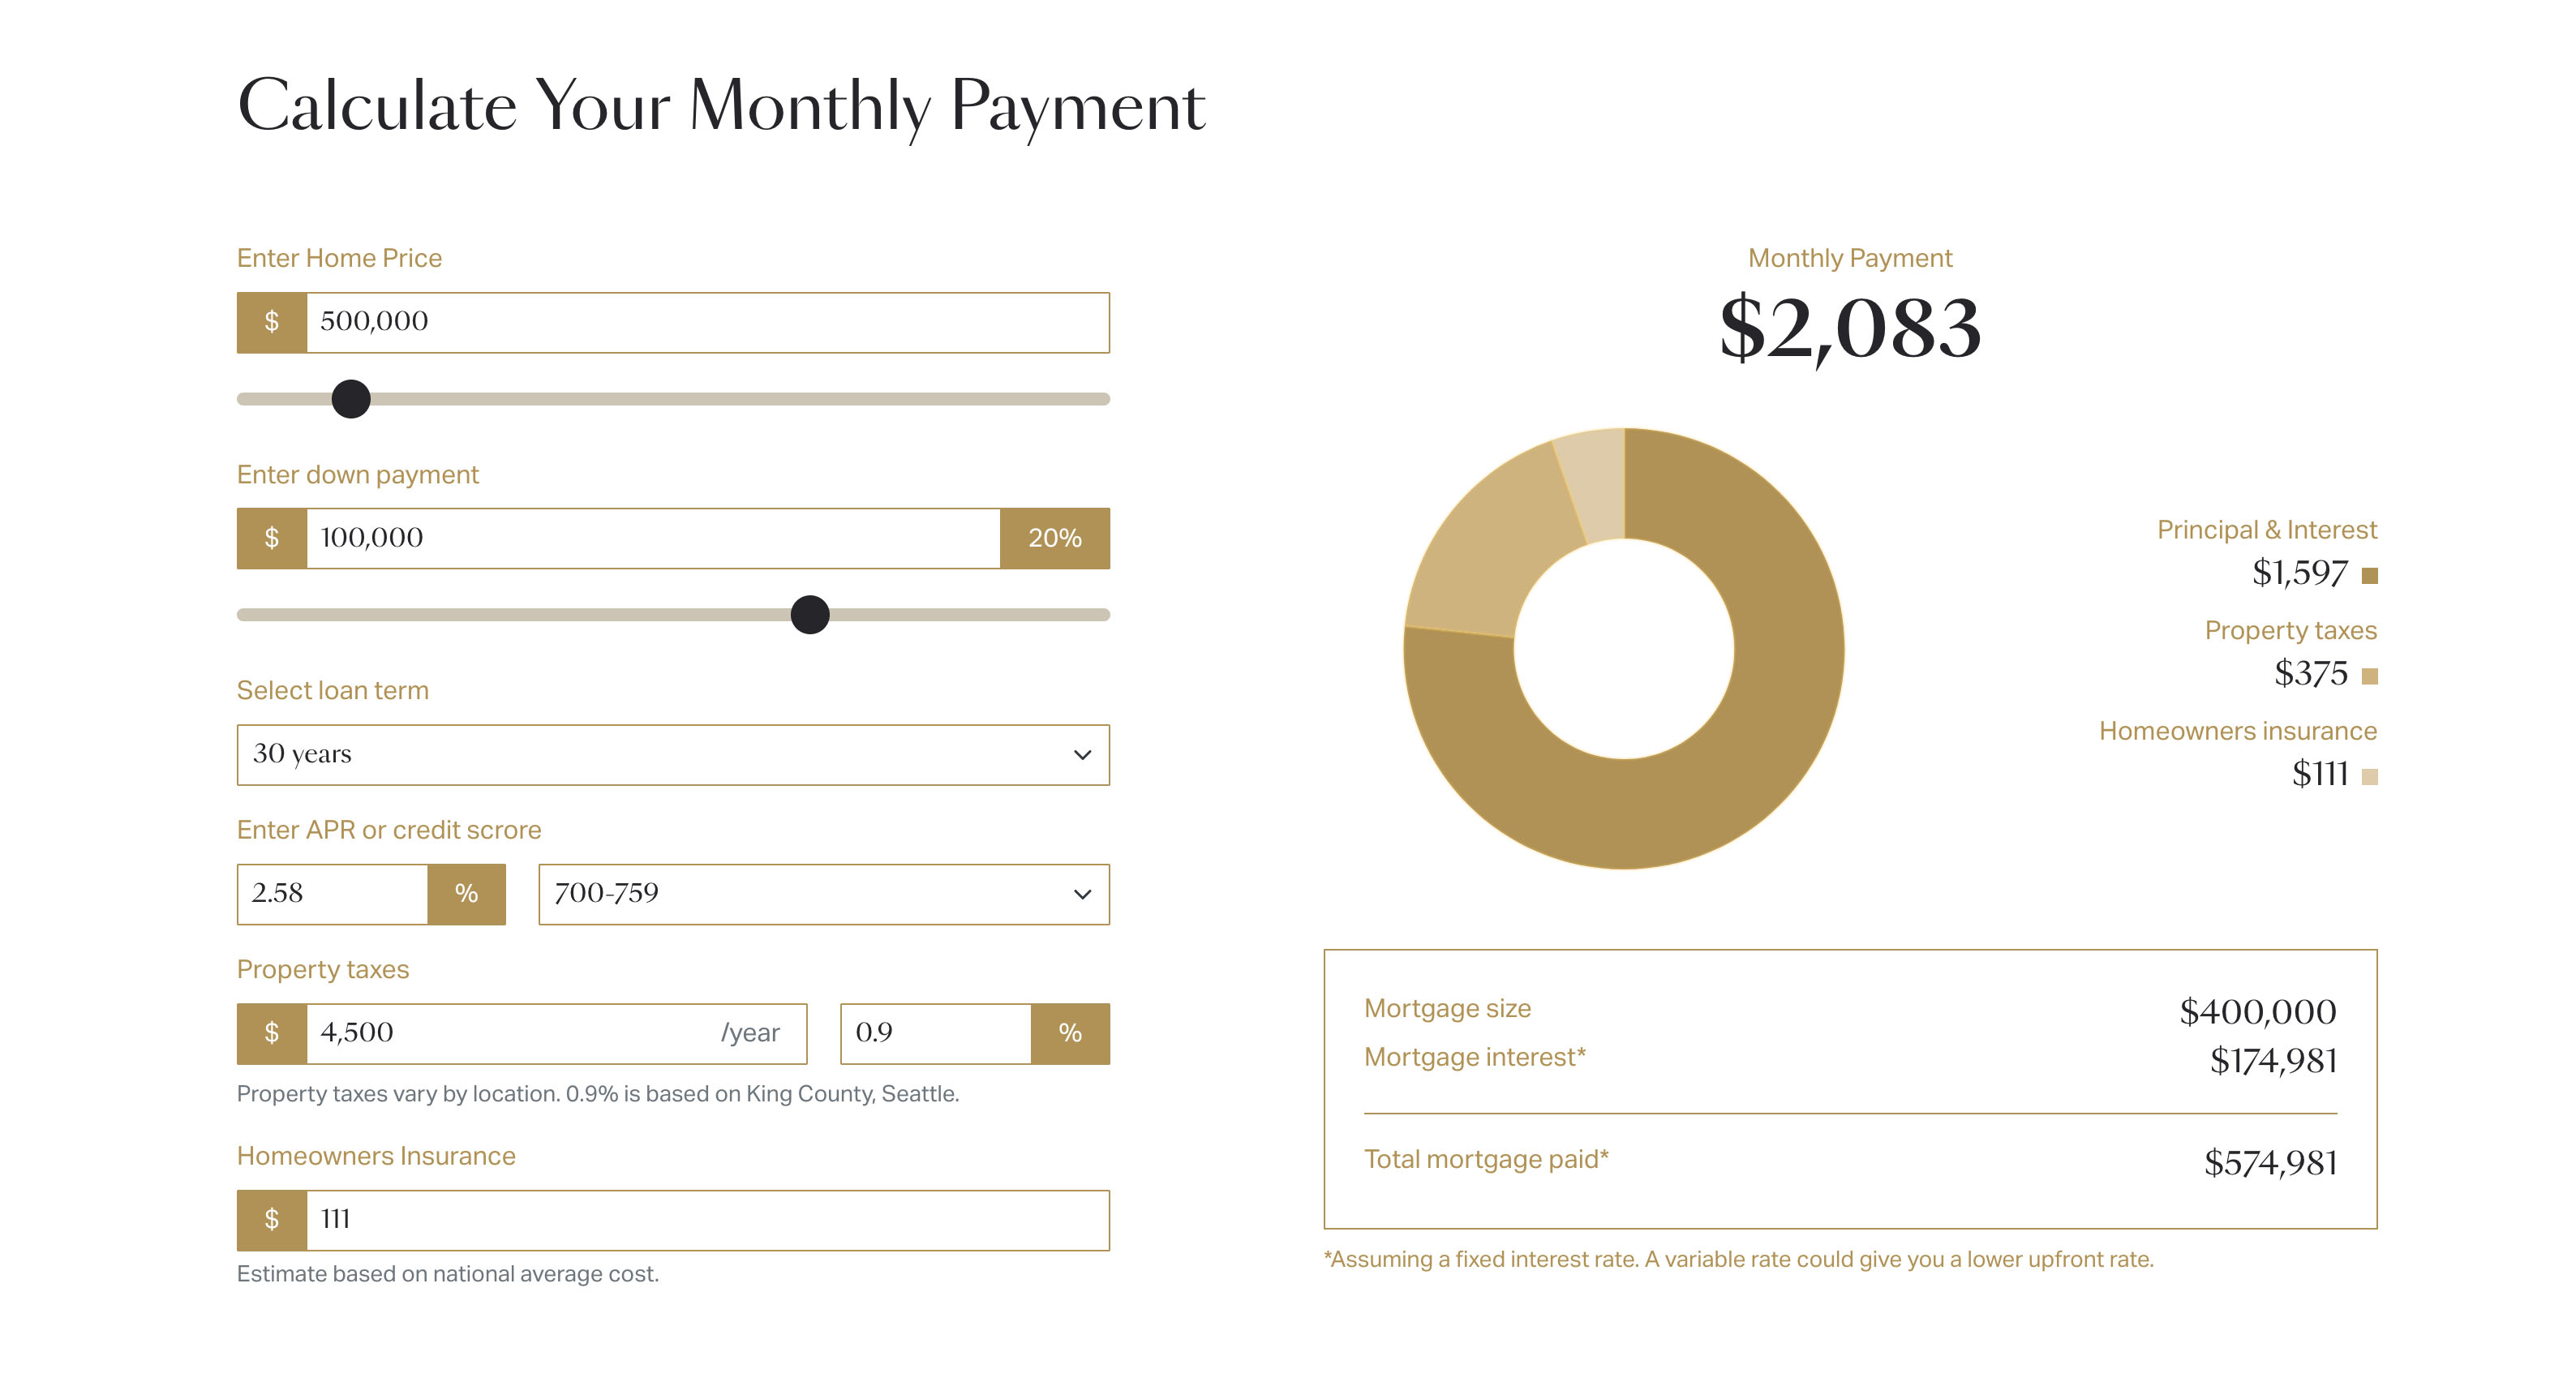 Calculate Your Monthly Payment
Enter Home Price
$ 500,000
Enter down payment
$ 100,000 20%
Select loan term
30 years
Enter APR or credit scrore
2.58 % 700-759
Property taxes
$ 4,500 /year 0.9 %
Property taxes vary by location. 0.9% is based on King County, Seattle.
Homeowners Insurance
$ 111
Estimate based on national average cost.
Monthly Payment
$2,083
Principal & Interest
$1,597
Property taxes
$375
Homeowners insurance
$111
Mortgage size $400,000
Mortgage interest* $174,981
Total mortgage paid* $574,981
*Assuming a fixed interest rate. A variable rate could give you a lower upfront rate.